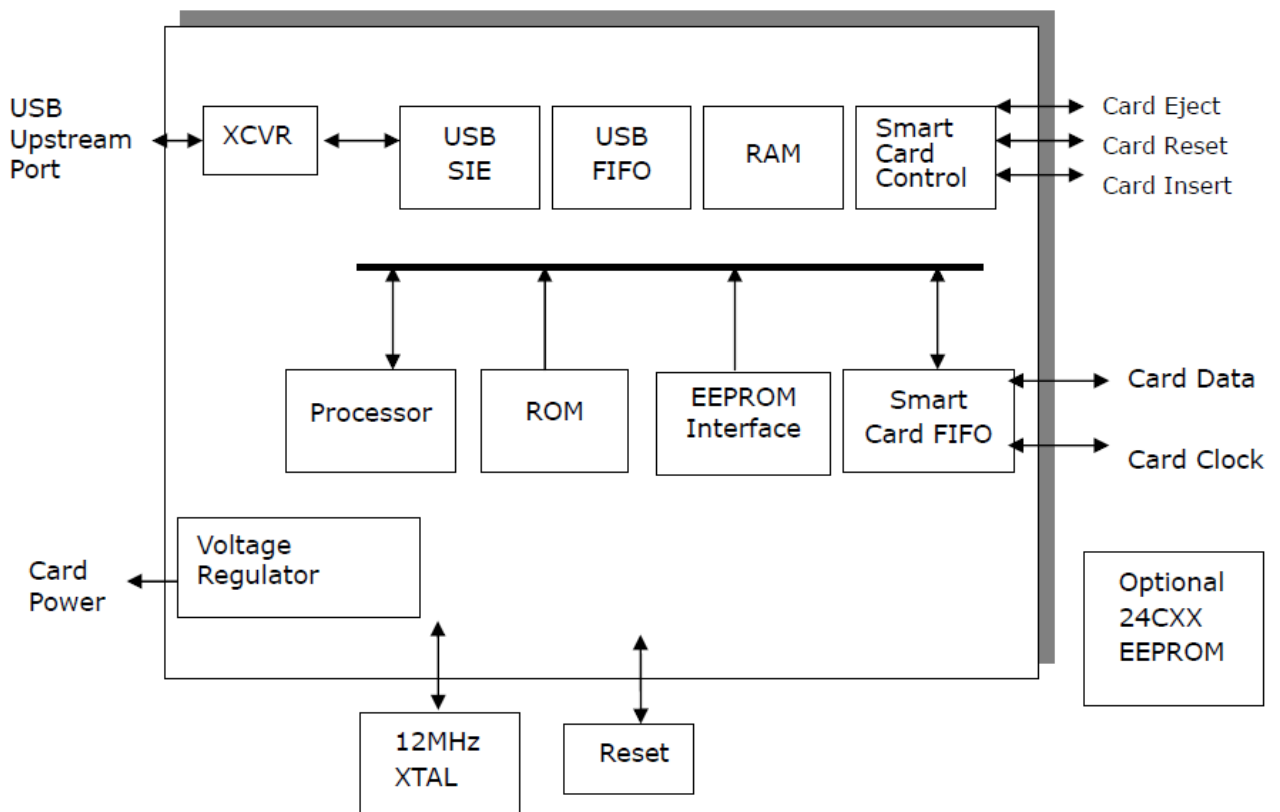 USB
Upstream
Port
XCVR
USB
SIE
USB
FIFO
RAM
Smart
Card
Control
Card Eject
Card Reset
Card Insert
Processor
ROM
EEPROM
Interface
Smart
Card FIFO
Card Data
Card Clock
Voltage
Regulator
Card
Power
Optional
24CXX
EEPROM
12MHz
XTAL
Reset